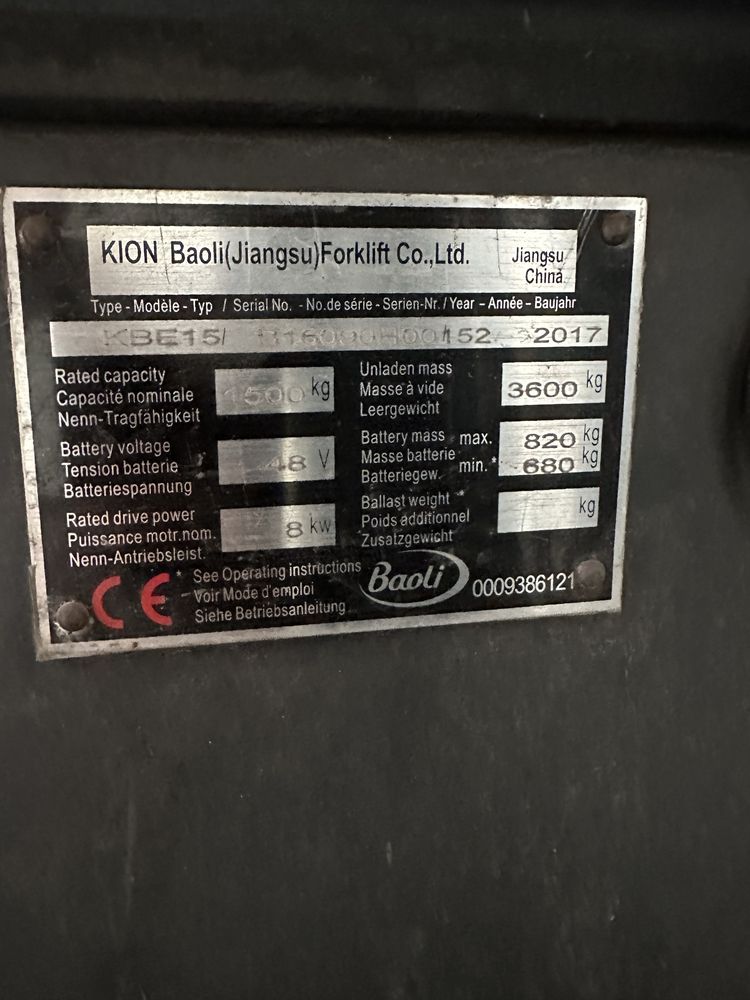 KION Baoli(Jiangsu)Forklift Co.,Ltd.
Jiangsu
China
Type - Modèle - Typ / Serial No. - No.de série - Serien-Nr. / Year - Année - Baujahr
KBE15/ 2017
Rated capacity
Capacité nominale
Nenn-Tragfähigkeit
1500 kg
Unladen mass
Masse à vide
Leergewicht
3600 kg
Battery voltage
Tension batterie
Batteriespannung
48 V
Battery mass max. 820 kg
Masse batterie
Batteriegew. min. * 680 kg
Rated drive power
Puissance motr.nom.
Nenn-Antriebsleist.
8 kw
Ballast weight *
Poids additionnel
Zusatzgewicht
kg
CE
* See Operating instructions
Voir Mode d'emploi
Siehe Betriebsanleitung
Baoli
0009386121